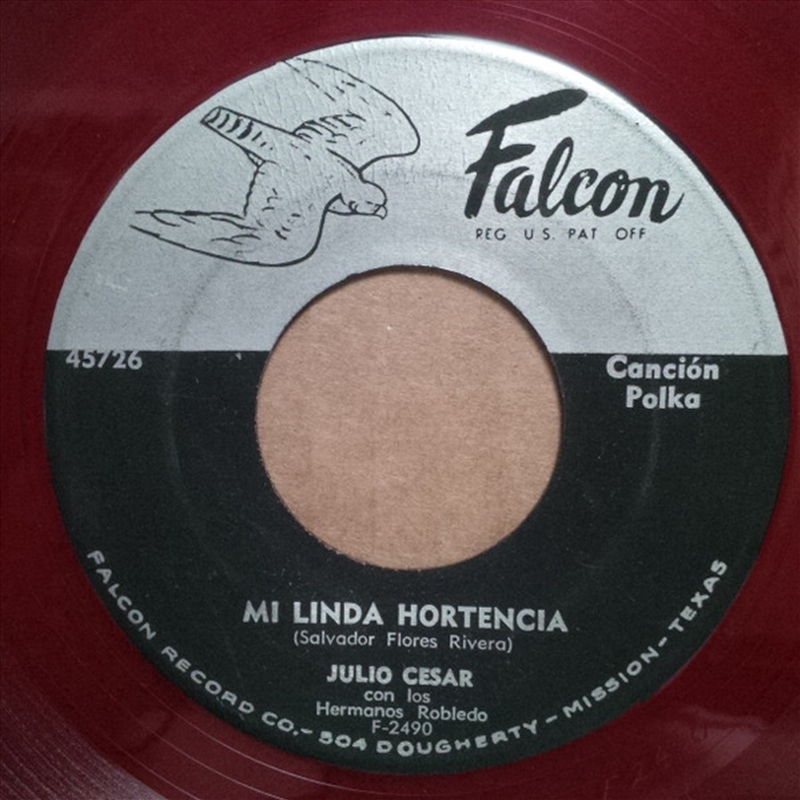 Falcon
REG U.S. PAT OFF
45726
Canción
Polka
MI LINDA HORTENCIA
(Salvador Flores Rivera)
JULIO CESAR
con los
Hermanos Robledo
F-2490
FALCON RECORD CO.-504 DOUGHERTY-MISSION-TEXAS